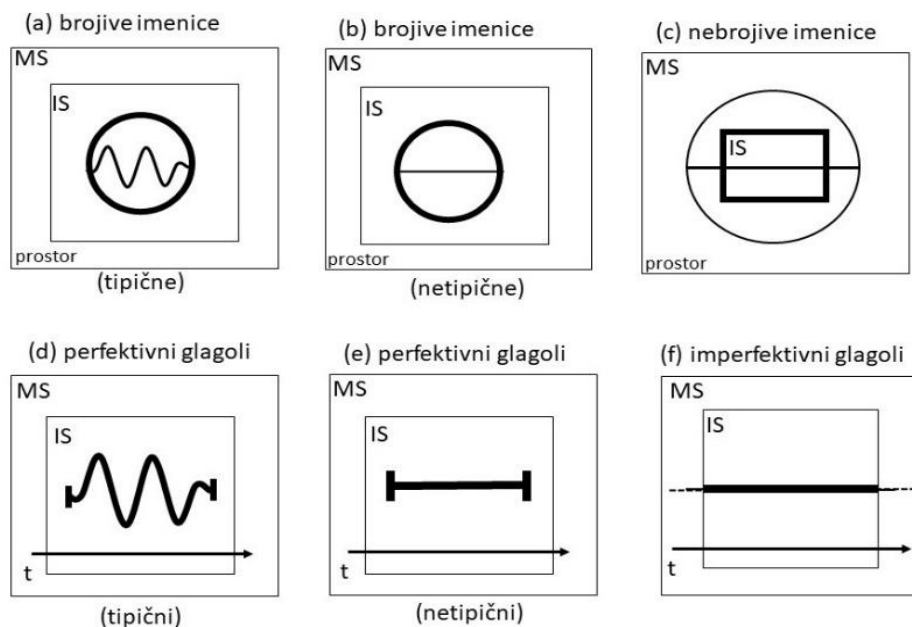 (a) brojive imenice
MS
IS
prostor
(tipične)
(b) brojive imenice
MS
IS
prostor
(netipične)
(c) nebrojive imenice
MS
IS
prostor
(d) perfektivni glagoli
MS
IS
t
(tipični)
(e) perfektivni glagoli
MS
IS
t
(netipični)
(f) imperfektivni glagoli
MS
IS
t